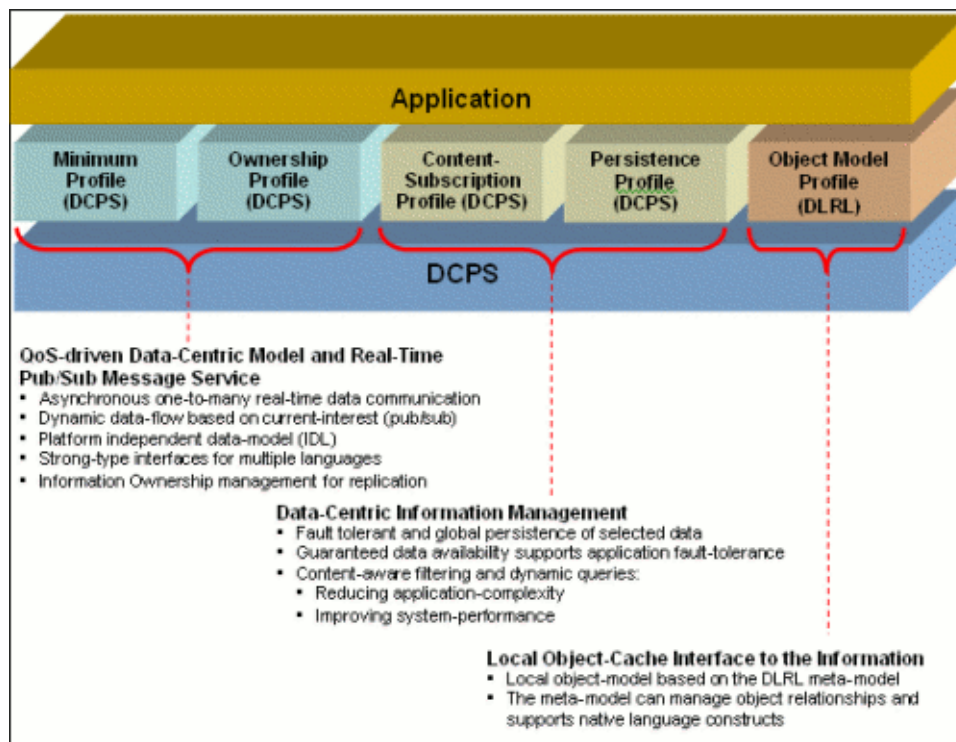 Application
Minimum
Profile
(DCPS)
Ownership
Profile
(DCPS)
Content-
Subscription
Profile (DCPS)
Persistence
Profile
(DCPS)
Object Model
Profile
(DLRL)
DCPS
QoS-driven Data-Centric Model and Real-Time
Pub/Sub Message Service
▪ Asynchronous one-to-many real-time data communication
▪ Dynamic data-flow based on current-interest (pub/sub)
▪ Platform independent data-model (IDL)
▪ Strong-type interfaces for multiple languages
▪ Information Ownership management for replication
Data-Centric Information Management
▪ Fault tolerant and global persistence of selected data
▪ Guaranteed data availability supports application fault-tolerance
▪ Content-aware filtering and dynamic queries:
▪ Reducing application-complexity
▪ Improving system-performance
Local Object-Cache Interface to the Information
▪ Local object-model based on the DLRL meta-model
▪ The meta-model can manage object relationships and
supports native language constructs